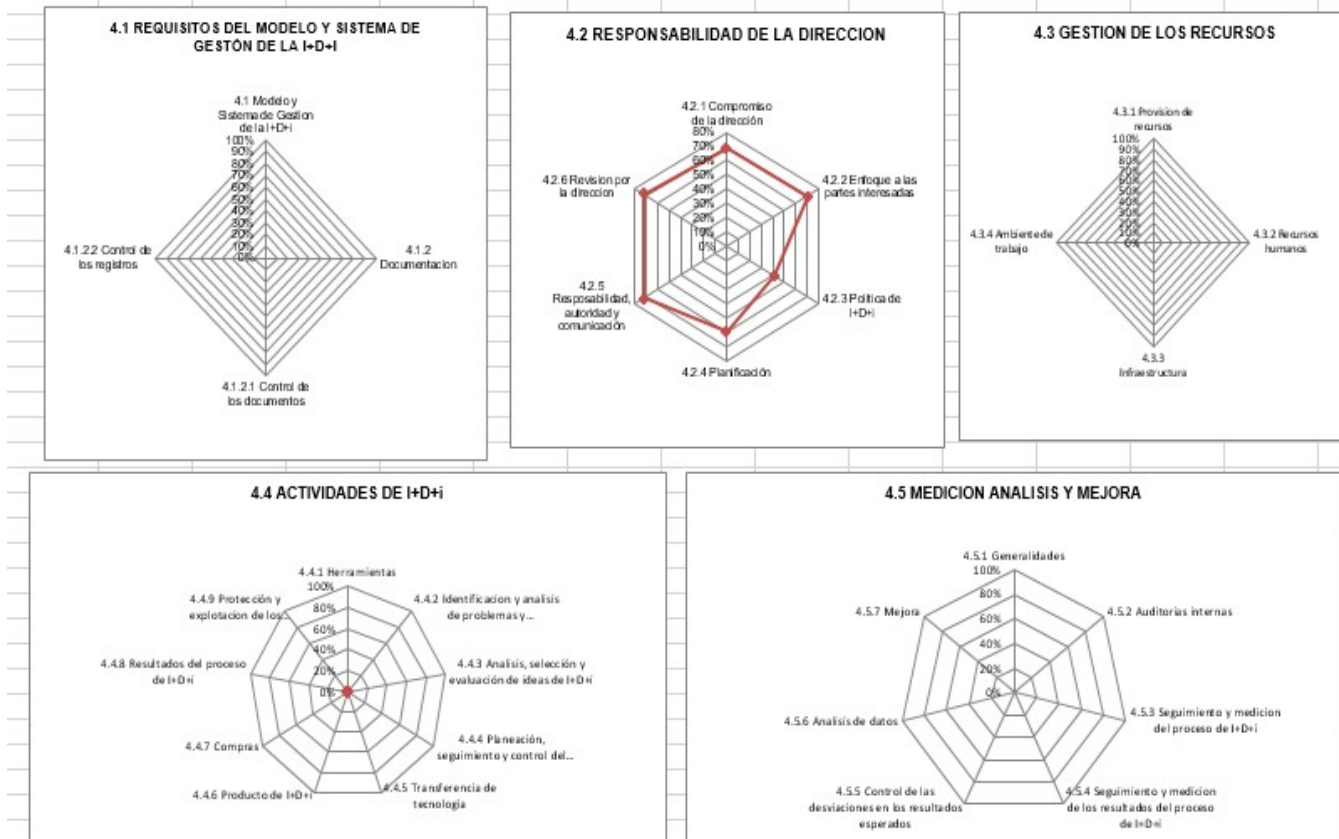 4.1 REQUISITOS DEL MODELO Y SISTEMA DE
GESTÓN DE LA I+D+I
4.1 Modelo y
Sistema de Gestion
de la I+D+i
100%
90%
80%
70%
60%
50%
40%
30%
20%
10%
0%
4.1.2.2 Control de
los registros
4.1.2
Documentacion
4.1.2.1 Control de
los documentos
4.2 RESPONSABILIDAD DE LA DIRECCION
4.2.1 Compromiso
de la dirección
80%
70%
60%
50%
40%
30%
20%
10%
0%
4.2.6 Revision por
la direccion
4.2.2 Enfoque a las
partes interesadas
4.2.5
Resposabilidad,
autoridad y
comunicación
4.2.3 Politica de
I+D+i
4.2.4 Planificación
4.3 GESTION DE LOS RECURSOS
4.3.1 Provision de
recursos
100%
90%
80%
70%
60%
50%
40%
30%
20%
10%
0%
4.3.4 Ambiente de
trabajo
4.3.2 Recursos
humanos
4.3.3
Infraestructura
4.4 ACTIVIDADES DE I+D+i
4.4.1 Herramientas
100%
80%
60%
40%
20%
0%
4.4.9 Protección y
explotacion de los...
4.4.2 Identificacion y analisis
de problemas y...
4.4.8 Resultados del proceso
de I+D+i
4.4.3 Analisis, selección y
evaluación de ideas de I+D+i
4.4.7 Compras
4.4.4 Planeación,
seguimiento y control del...
4.4.6 Producto de I+D+i
4.4.5 Transferencia de
tecnologia
4.5 MEDICION ANALISIS Y MEJORA
4.5.1 Generalidades
100%
80%
60%
40%
20%
0%
4.5.7 Mejora
4.5.2 Auditorias internas
4.5.6 Analisis de datos
4.5.3 Seguimiento y medicion
del proceso de I+D+i
4.5.5 Control de las
desviaciones en los resultados
esperados
4.5.4 Seguimiento y medicion
de los resultados del proceso
de I+D+i